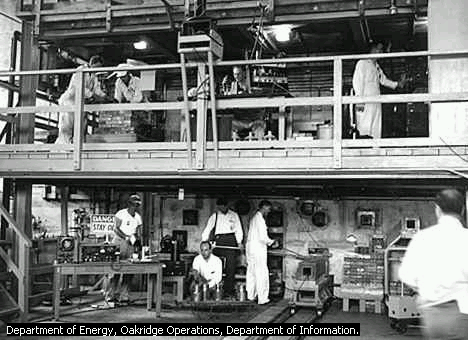 DANGER
STAY OUT
Department of Energy, Oakridge Operations, Department of Information.